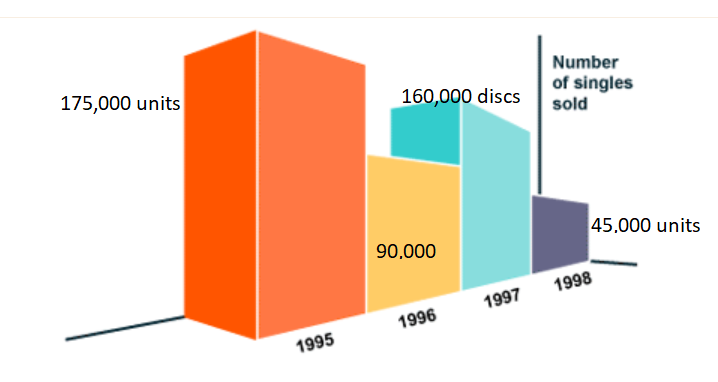 Number
of singles
sold
175,000 units
160,000 discs
90.000
45,000 units
1995
1996
1997
1998